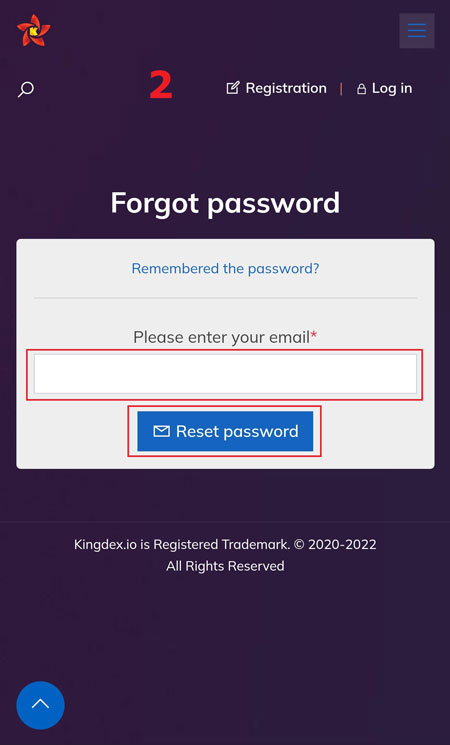 K
2
Registration | Log in
Forgot password
Remembered the password?
Please enter your email*
Reset password
Kingdex.io is Registered Trademark. © 2020-2022
All Rights Reserved